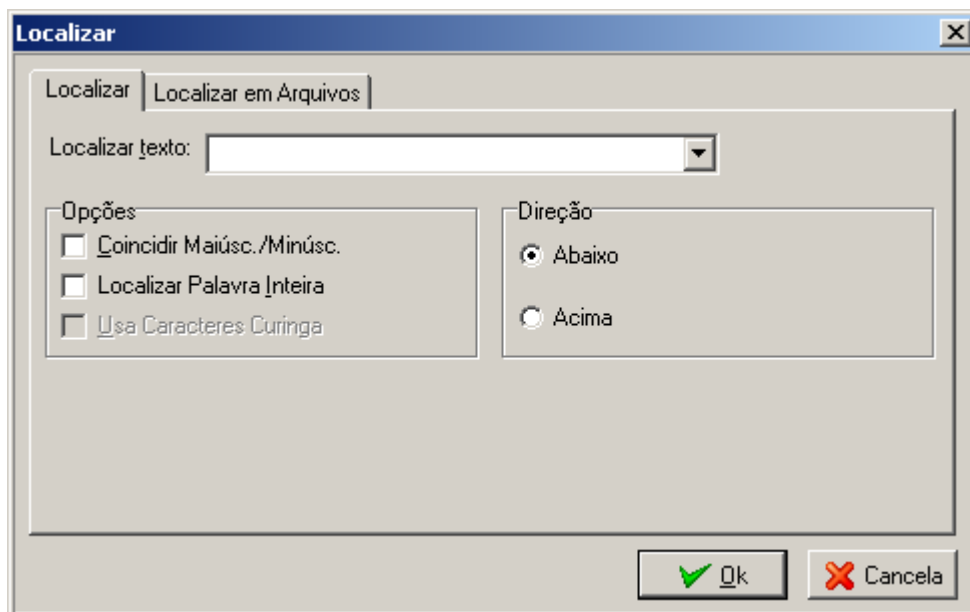 Localizar
Localizar Localizar em Arquivos
Localizar texto:
Opções
Coincidir Maiúsc./Minúsc.
Localizar Palavra Inteira
Usa Caracteres Curinga
Direção
Abaixo
Acima
Ok Cancela